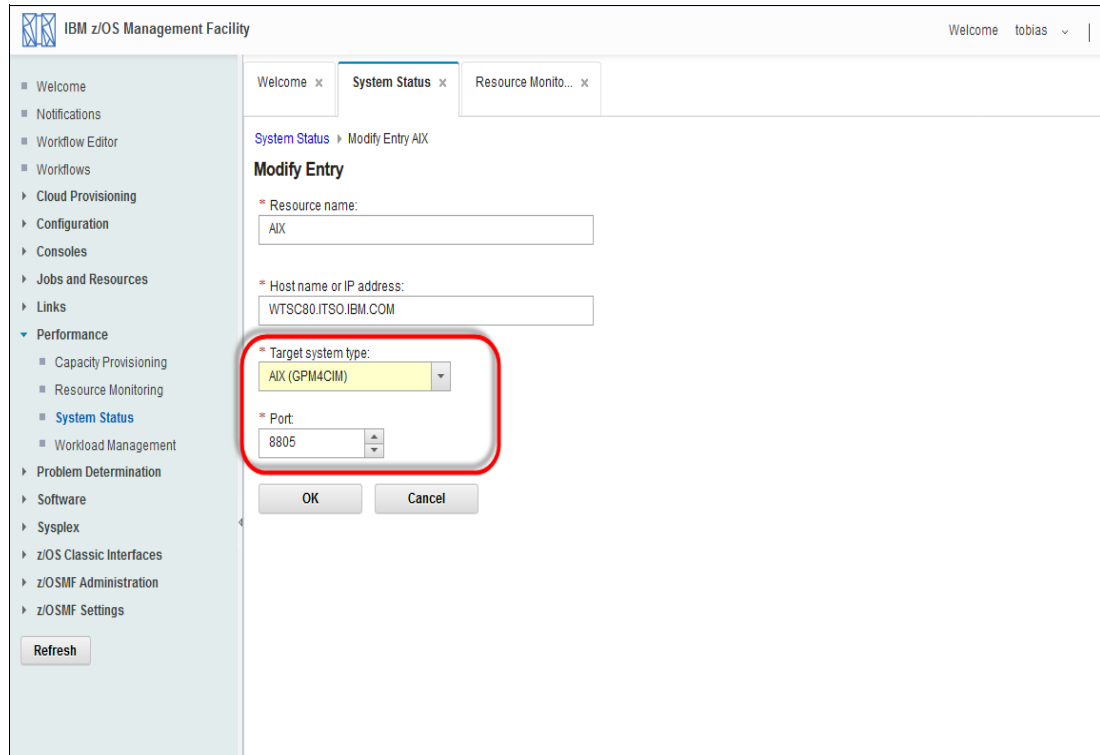 IBM z/OS Management Facility
Welcome tobias
Welcome
Notifications
Workflow Editor
Workflows
Cloud Provisioning
Configuration
Consoles
Jobs and Resources
Links
Performance
Capacity Provisioning
Resource Monitoring
System Status
Workload Management
Problem Determination
Software
Sysplex
z/OS Classic Interfaces
z/OSMF Administration
z/OSMF Settings
Refresh
Welcome x System Status x Resource Monito... x
System Status Modify Entry AIX
Modify Entry
* Resource name:
AIX
* Host name or IP address:
WTSC80.ITSO.IBM.COM
* Target system type:
AIX (GPM4CIM)
* Port:
8805
OK Cancel